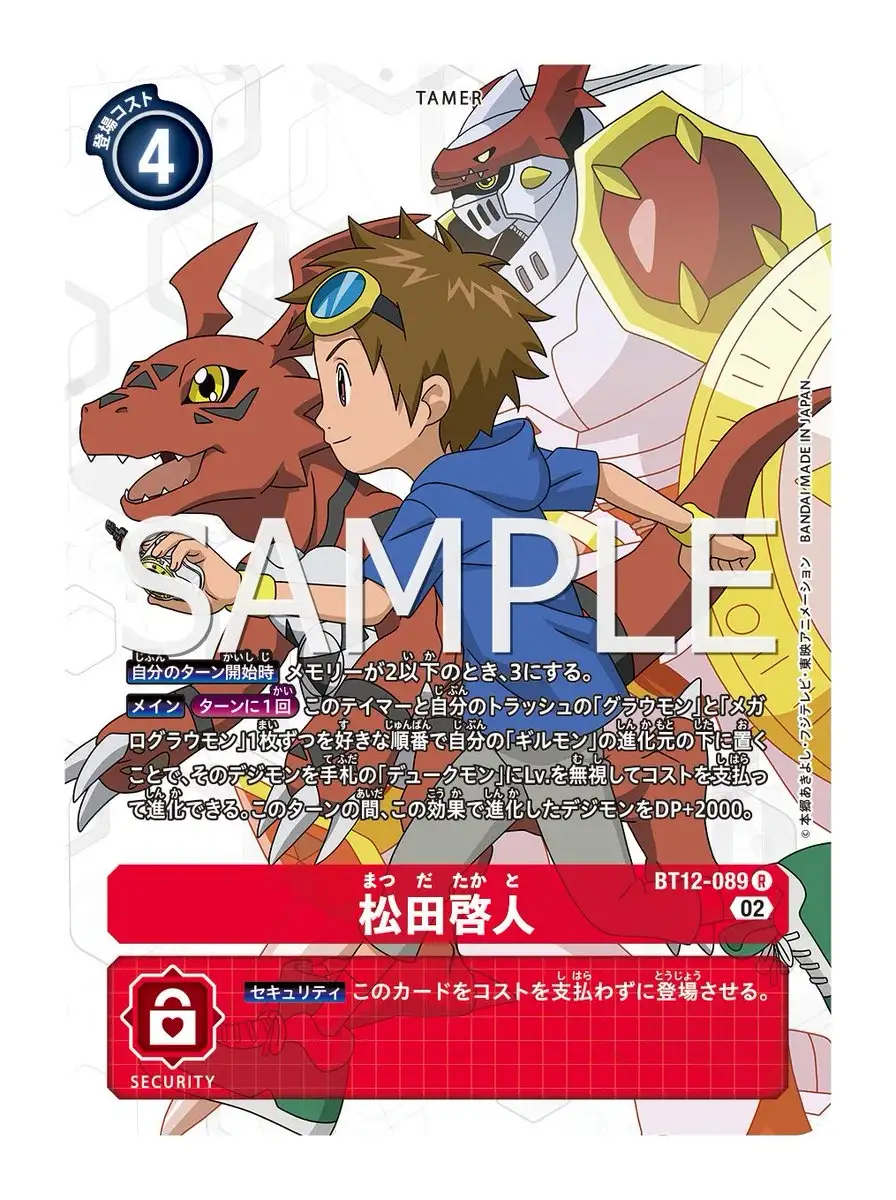 TAMER
登場コスト
4
SAMPLE
自分のターン開始時 メモリーが2以下のとき、3にする。
メイン ターンに1回 このテイマーと自分のトラッシュの「グラウモン」と「メガ
ログラウモン」1枚ずつを好きな順番で自分の「ギルモン」の進化元の下に置く
ことで、そのデジモンを手札の「デュークモン」にLv.を無視してコストを支払っ
て進化できる。このターンの間、この効果で進化したデジモンをDP+2000。
©本郷あきよし・フジテレビ・東映アニメーション BANDAI/MADE IN JAPAN
BT12-089 R
まつ だ たか と
松田啓人
02
セキュリティ このカードをコストを支払わずに登場させる。
SECURITY